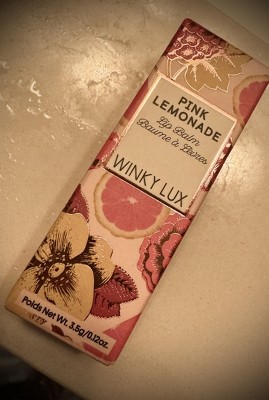 PINK
LEMONADE
Lip Balm
Baume à Lèvres
WINKY LUX
Poids Net Wt. 3.5g/0.12oz.